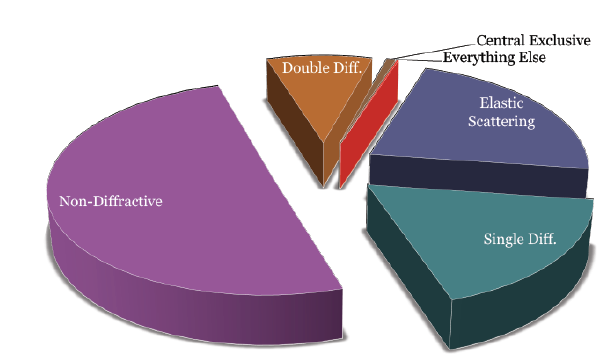 Central Exclusive
Everything Else
Double Diff.
Elastic
Scattering
Non-Diffractive
Single Diff.